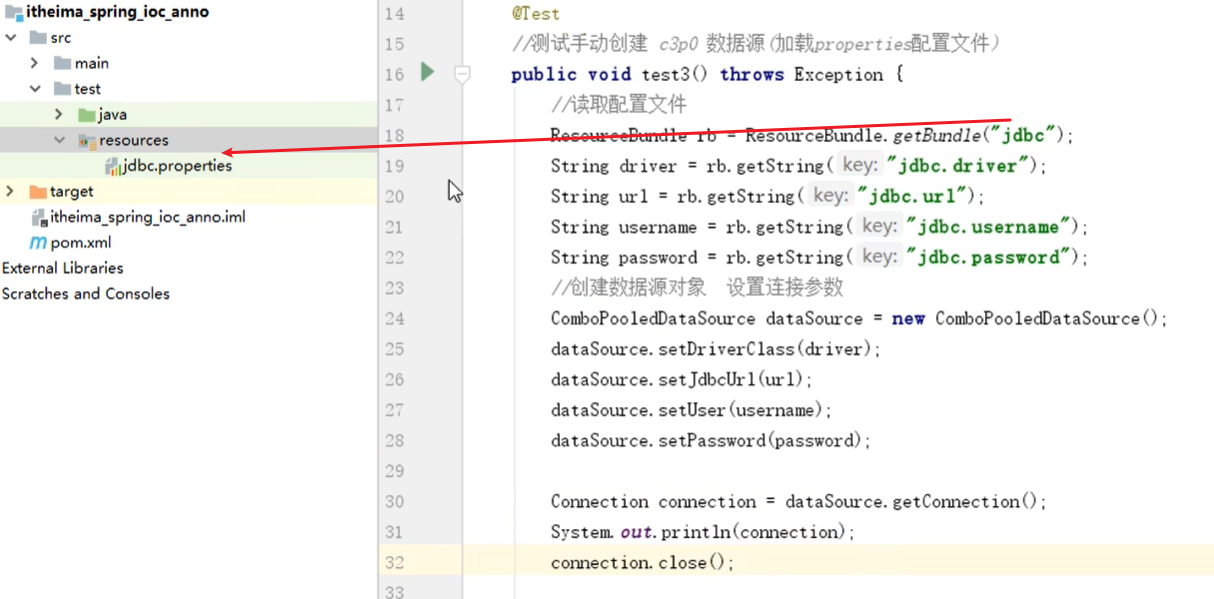 itheima_spring_ioc_anno
src
main
test
java
resources
jdbc.properties
target
itheima_spring_ioc_anno.iml
pom.xml
External Libraries
Scratches and Consoles
14 @Test
15 //测试手动创建 c3p0 数据源(加载properties配置文件)
16 public void test3() throws Exception {
17 //读取配置文件
18 ResourceBundle rb = ResourceBundle.getBundle("jdbc");
19 String driver = rb.getString( key: "jdbc.driver");
20 String url = rb.getString( key: "jdbc.url");
21 String username = rb.getString( key: "jdbc.username");
22 String password = rb.getString( key: "jdbc.password");
23 //创建数据源对象 设置连接参数
24 ComboPooledDataSource dataSource = new ComboPooledDataSource();
25 dataSource.setDriverClass(driver);
26 dataSource.setJdbcUrl(url);
27 dataSource.setUser(username);
28 dataSource.setPassword(password);
29
30 Connection connection = dataSource.getConnection();
31 System.out.println(connection);
32 connection.close();
33